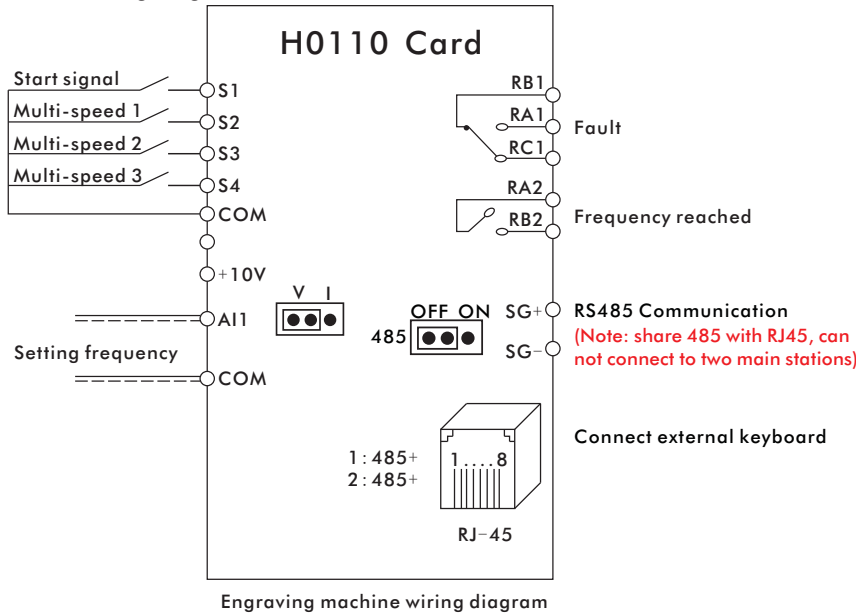 H0110 Card
Start signal
S1
Multi-speed 1
S2
Multi-speed 2
S3
Multi-speed 3
S4
COM
+10V
V I
AI1
Setting frequency
COM
RB1
RA1
Fault
RC1
RA2
RB2
Frequency reached
OFF ON
485
SG+
SG-
RS485 Communication
(Note: share 485 with RJ45, can
not connect to two main stations)
Connect external keyboard
1:485+
2:485+
1....8
RJ-45
Engraving machine wiring diagram